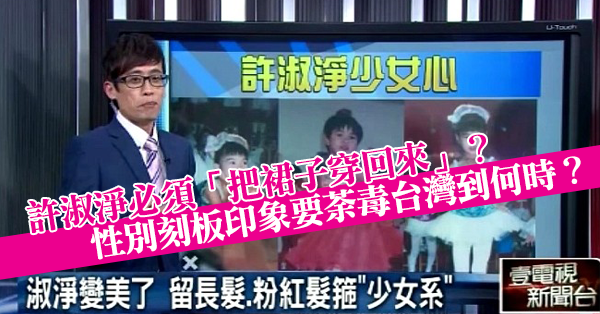 U-Touch
許淑淨少女心
許淑淨必須「把裙子穿回來」？
性別刻板印象要荼毒台灣到何時？
淑淨變美了 留長髮.粉紅髮箍"少女系"
壹電視
新聞台